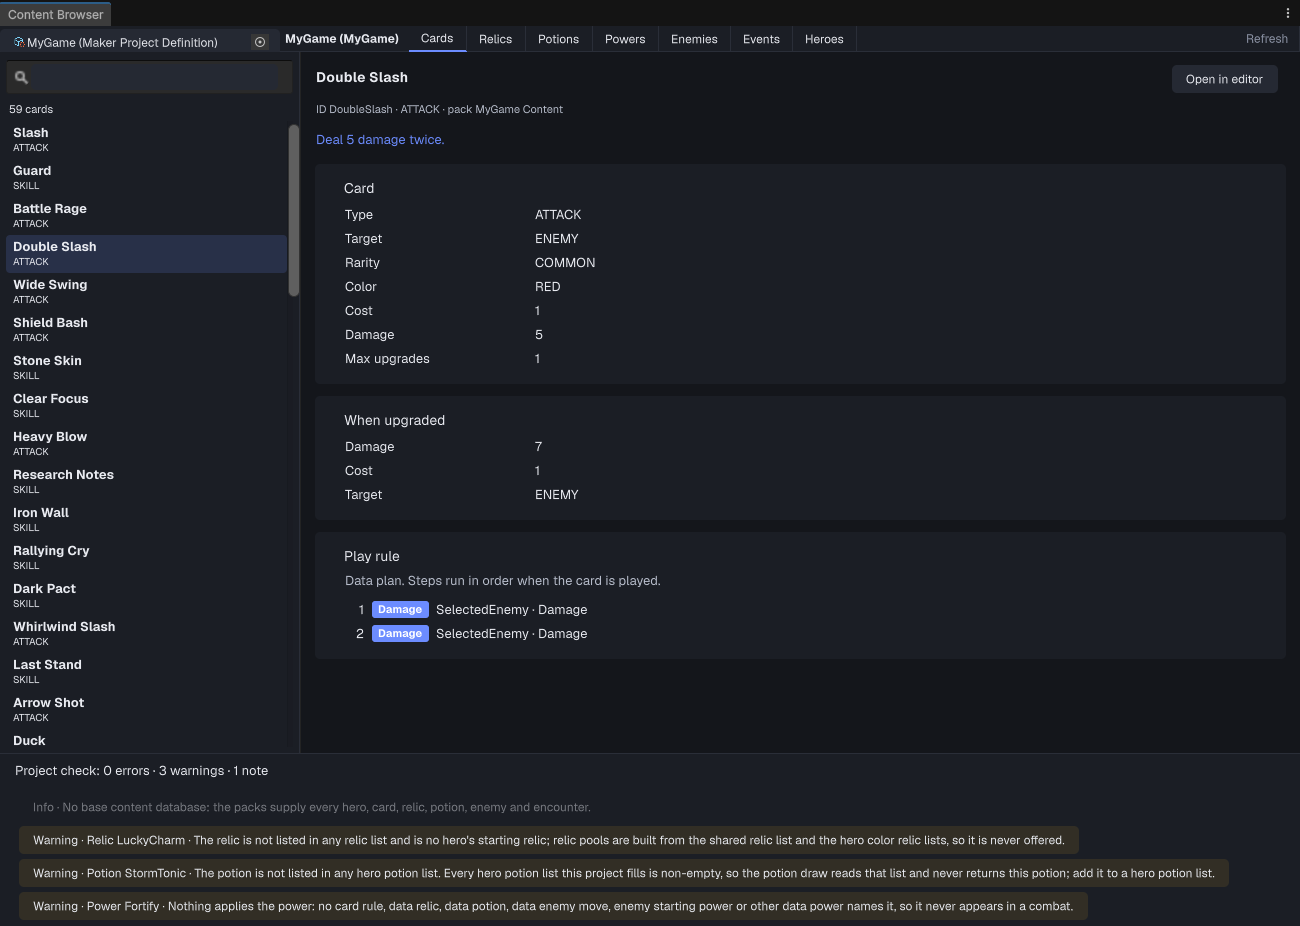 Content Browser
MyGame (Maker Project Definition)
MyGame (MyGame)
Cards
Relics
Potions
Powers
Enemies
Events
Heroes
Refresh
59 cards
Slash
ATTACK
Guard
SKILL
Battle Rage
ATTACK
Double Slash
ATTACK
Wide Swing
ATTACK
Shield Bash
ATTACK
Stone Skin
SKILL
Clear Focus
SKILL
Heavy Blow
ATTACK
Research Notes
SKILL
Iron Wall
SKILL
Rallying Cry
SKILL
Dark Pact
SKILL
Whirlwind Slash
ATTACK
Last Stand
SKILL
Arrow Shot
ATTACK
Duck
Double Slash
Open in editor
ID DoubleSlash · ATTACK · pack MyGame Content
Deal 5 damage twice.
Card
Type ATTACK
Target ENEMY
Rarity COMMON
Color RED
Cost 1
Damage 5
Max upgrades 1
When upgraded
Damage 7
Cost 1
Target ENEMY
Play rule
Data plan. Steps run in order when the card is played.
1 Damage SelectedEnemy · Damage
2 Damage SelectedEnemy · Damage
Project check: 0 errors · 3 warnings · 1 note
Info · No base content database: the packs supply every hero, card, relic, potion, enemy and encounter.
Warning · Relic LuckyCharm · The relic is not listed in any relic list and is no hero's starting relic; relic pools are built from the shared relic list and the hero color relic lists, so it is never offered.
Warning · Potion StormTonic · The potion is not listed in any hero potion list. Every hero potion list this project fills is non-empty, so the potion draw reads that list and never returns this potion; add it to a hero potion list.
Warning · Power Fortify · Nothing applies the power: no card rule, data relic, data potion, data enemy move, enemy starting power or other data power names it, so it never appears in a combat.